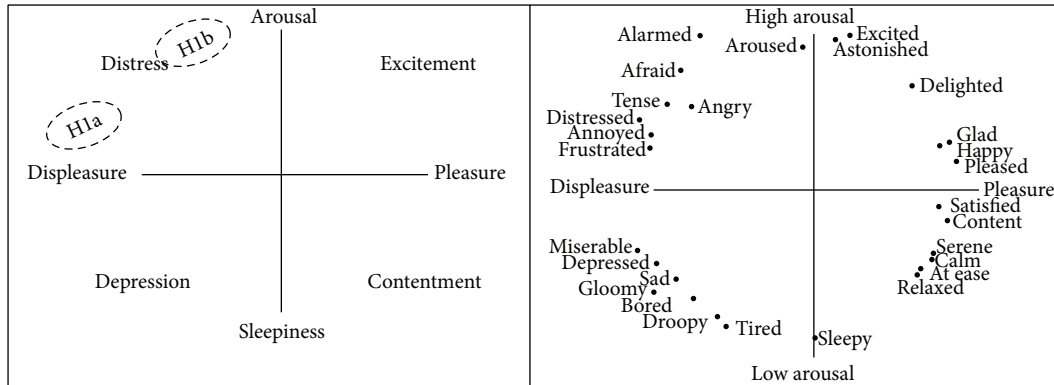 Arousal
H1b
Distress
Excitement
H1a
Displeasure
Pleasure
Depression
Contentment
Sleepiness
High arousal
Alarmed
Excited
Aroused
Astonished
Afraid
Delighted
Tense
Angry
Distressed
Annoyed
Glad
Frustrated
Happy
Pleased
Displeasure
Pleasure
Satisfied
Content
Miserable
Serene
Depressed
Calm
Sad
At ease
Gloomy
Relaxed
Bored
Droopy
Tired
Sleepy
Low arousal